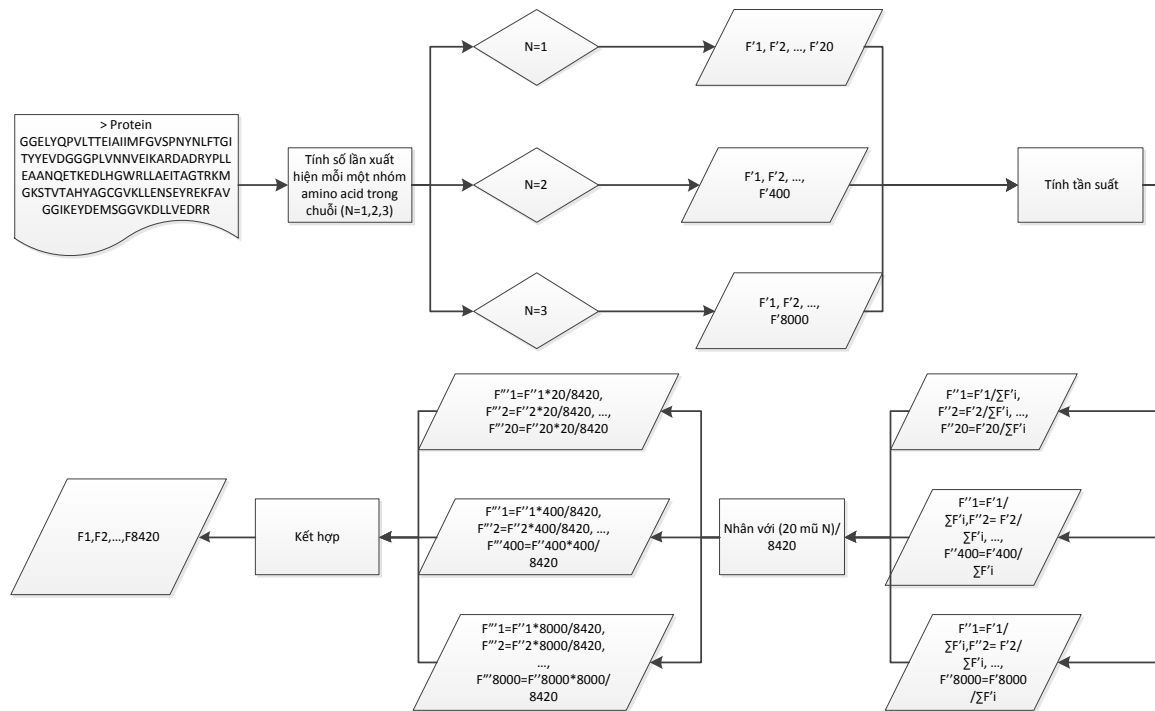 > Protein
GGELYQPVLTTEIAIIMFGVSPNYNLFTGI
TYYEVDGGGPLVNNVEIKARDADRYPLL
EAANQETKEDLHGWRLLAEITAGTRKM
GKSTVTAHYAGCGVKLLENSEYREKFAV
GGIKEYDEMSGGVKDLLVEDRR
Tính số lần xuất
hiện mỗi một nhóm
amino acid trong
chuỗi (N=1,2,3)
N=1
F’1, F’2, …, F’20
N=2
F’1, F’2, …,
F’400
N=3
F’1, F’2, …,
F’8000
Tính tần suất
F’’1=F’1/∑F’i,
F’’2=F’2/∑F’i, …,
F’’20=F’20/∑F’i
F’’1=F’1/
∑F’i,F’’2= F’2/
∑F’i, …,
F’’400=F’400/
∑F’i
F’’1=F’1/
∑F’i,F’’2= F’2/
∑F’i, …,
F’’8000=F’8000
/∑F’i
Nhân với (20 mũ N)/
8420
F’’’1=F’’1*20/8420,
F’’’2=F’’2*20/8420, …,
F’’’20=F’’20*20/8420
F’’’1=F’’1*400/8420,
F’’’2=F’’2*400/8420, …,
F’’’400=F’’400*400/
8420
F’’’1=F’’1*8000/8420,
F’’’2=F’’2*8000/8420,
…,
F’’’8000=F’’8000*8000/
8420
Kết hợp
F1,F2,…,F8420